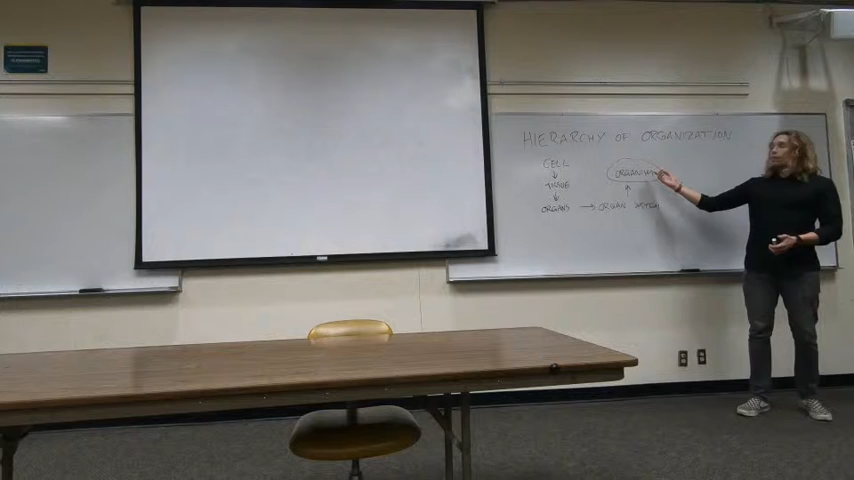 HIERARCHY OF ORGANIZATION
CELL
↓
TISSUE
↓
ORGANS → ORGAN SYSTEM
↑
ORGANISM